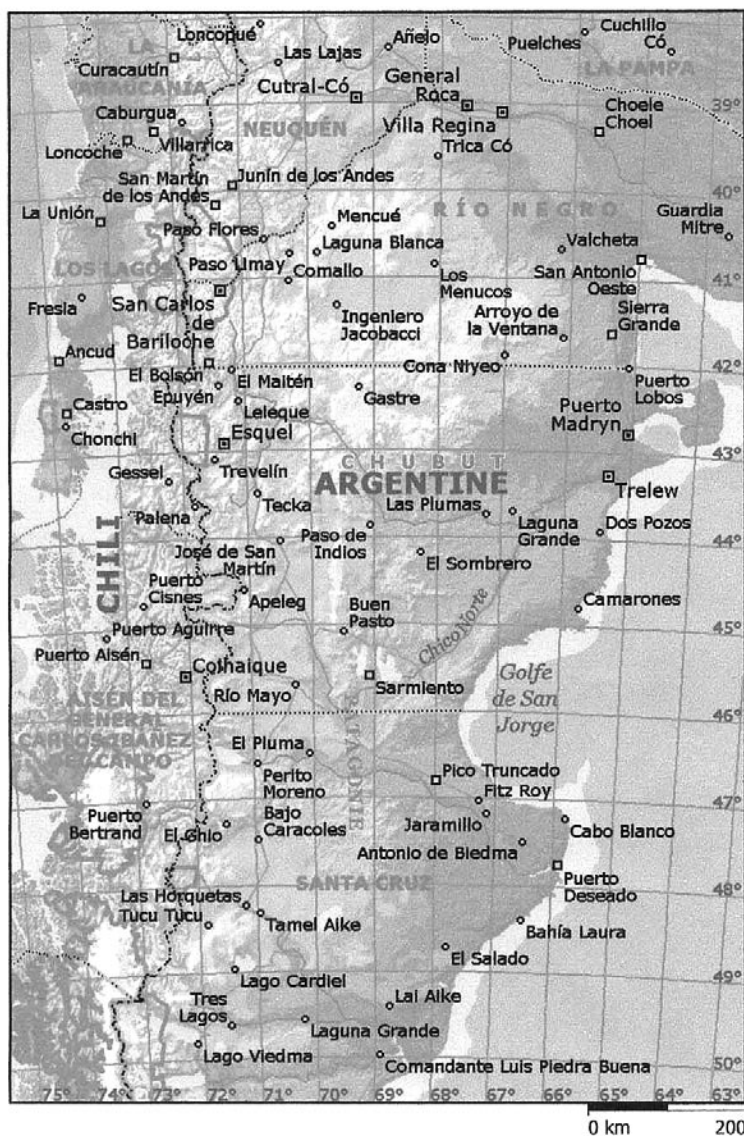 Loncopué
Las Lajas
Añelo
Puelches
Cuchillo
Có
LA
ARAUCANÍA
Curacautín
LA PAMPA
Cutral-Có
General
Roca
39°
Caburgua
NEUQUÉN
Villa Regina
Choele
Choel
Loncoche
Villarrica
Trica Có
San Martín
de los Andes
Junín de los Andes
40°
La Unión
Mencué
RÍO NEGRO
Guardia
Mitre
Paso Flores
Laguna Blanca
Valcheta
LOS LAGOS
Paso Limay
Comallo
Los
Menucos
San Antonio
Oeste
41°
Fresia
San Carlos
de
Bariloche
Ingeniero
Jacobacci
Arroyo de
la Ventana
Sierra
Grande
Ancud
Cona Niyeo
42°
El Bolsón
El Maitén
Epuyén
Gastre
Puerto
Lobos
Castro
Leleque
Puerto
Madryn
Chonchi
Esquel
CHUBUT
43°
Gessel
Trevelín
ARGENTINE
Trelew
Tecka
Las Plumas
Palena
Paso de
Indios
Laguna
Grande
Dos Pozos
CHILI
José de San
Martín
El Sombrero
44°
Puerto
Cisnes
Apeleg
Buen
Pasto
Camarones
Puerto Aguirre
Chico Norte
45°
Puerto Aisén
Coihaique
Golfe
de San
Jorge
Río Mayo
Sarmiento
AISÉN DEL
GENERAL
CARLOS IBÁÑEZ
DEL CAMPO
PATAGONIE
46°
El Pluma
Perito
Moreno
Pico Truncado
Fitz Roy
Puerto
Bertrand
El Ghio
Bajo
Caracoles
Jaramillo
47°
Cabo Blanco
Antonio de Biedma
SANTA CRUZ
Puerto
Deseado
48°
Las Horquetas
Tucu Tucu
Tamel Aike
Bahía Laura
El Salado
49°
Lago Cardiel
Tres
Lagos
Lai Aike
Laguna Grande
Lago Viedma
Comandante Luis Piedra Buena
50°
75° 74° 73° 72° 71° 70° 69° 68° 67° 66° 65° 64° 63°
0 km 200